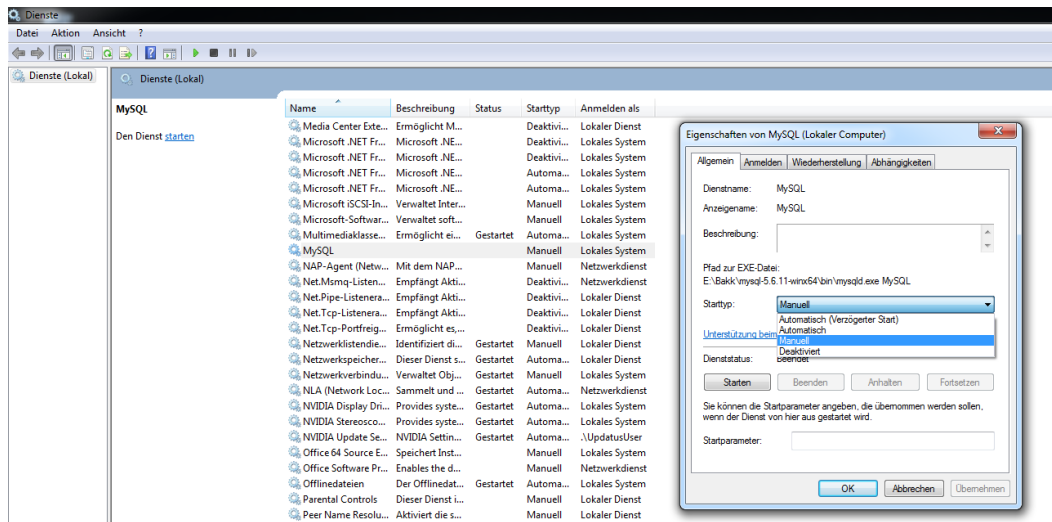 Dienste
Datei Aktion Ansicht ?
Dienste (Lokal)
Dienste (Lokal)
MySQL
Den Dienst starten
Name Beschreibung Status Starttyp Anmelden als
Media Center Exte... Ermöglicht M... Deaktivi... Lokaler Dienst
Microsoft .NET Fr... Microsoft .NE... Deaktivi... Lokales System
Microsoft .NET Fr... Microsoft .NE... Deaktivi... Lokales System
Microsoft .NET Fr... Microsoft .NE... Automa... Lokales System
Microsoft .NET Fr... Microsoft .NE... Automa... Lokales System
Microsoft iSCSI-In... Verwaltet Inter... Manuell Lokales System
Microsoft-Softwar... Verwaltet soft... Manuell Lokales System
Multimediaklasse... Ermöglicht ei... Gestartet Automa... Lokales System
MySQL Manuell Lokales System
NAP-Agent (Netw... Mit dem NAP... Manuell Netzwerkdienst
Net.Msmq-Listen... Empfängt Akti... Deaktivi... Netzwerkdienst
Net.Pipe-Listenera... Empfängt Akti... Deaktivi... Lokaler Dienst
Net.Tcp-Listenera... Empfängt Akti... Deaktivi... Lokaler Dienst
Net.Tcp-Portfreig... Ermöglicht es,... Deaktivi... Lokaler Dienst
Netzwerklistendie... Identifiziert di... Gestartet Manuell Lokaler Dienst
Netzwerkspeicher... Dieser Dienst s... Gestartet Automa... Lokaler Dienst
Netzwerkverbindu... Verwaltet Obj... Gestartet Manuell Lokales System
NLA (Network Loc... Sammelt und ... Gestartet Automa... Netzwerkdienst
NVIDIA Display Dri... Provides syste... Gestartet Automa... Lokales System
NVIDIA Stereosco... Provides syste... Gestartet Automa... Lokales System
NVIDIA Update Se... NVIDIA Settin... Gestartet Automa... .\UpdatusUser
Office 64 Source E... Speichert Inst... Manuell Lokales System
Office Software Pr... Enables the d... Manuell Netzwerkdienst
Offlinedateien Der Offlinedat... Gestartet Automa... Lokales System
Parental Controls Dieser Dienst i... Manuell Lokaler Dienst
Peer Name Resolu... Aktiviert die s... Manuell Lokaler Dienst
Eigenschaften von MySQL (Lokaler Computer)
Allgemein Anmelden Wiederherstellung Abhängigkeiten
Dienstname: MySQL
Anzeigename: MySQL
Beschreibung:
Pfad zur EXE-Datei:
E:\Bakk\mysql-5.6.11-winx64\bin\mysqld.exe MySQL
Starttyp: Manuell
Automatisch (Verzögerter Start)
Automatisch
Unterstützung beim
Manuell
Deaktiviert
Dienststatus: Beendet
Starten Beenden Anhalten Fortsetzen
Sie können die Startparameter angeben, die übernommen werden sollen,
wenn der Dienst von hier aus gestartet wird.
Startparameter:
OK Abbrechen Übernehmen